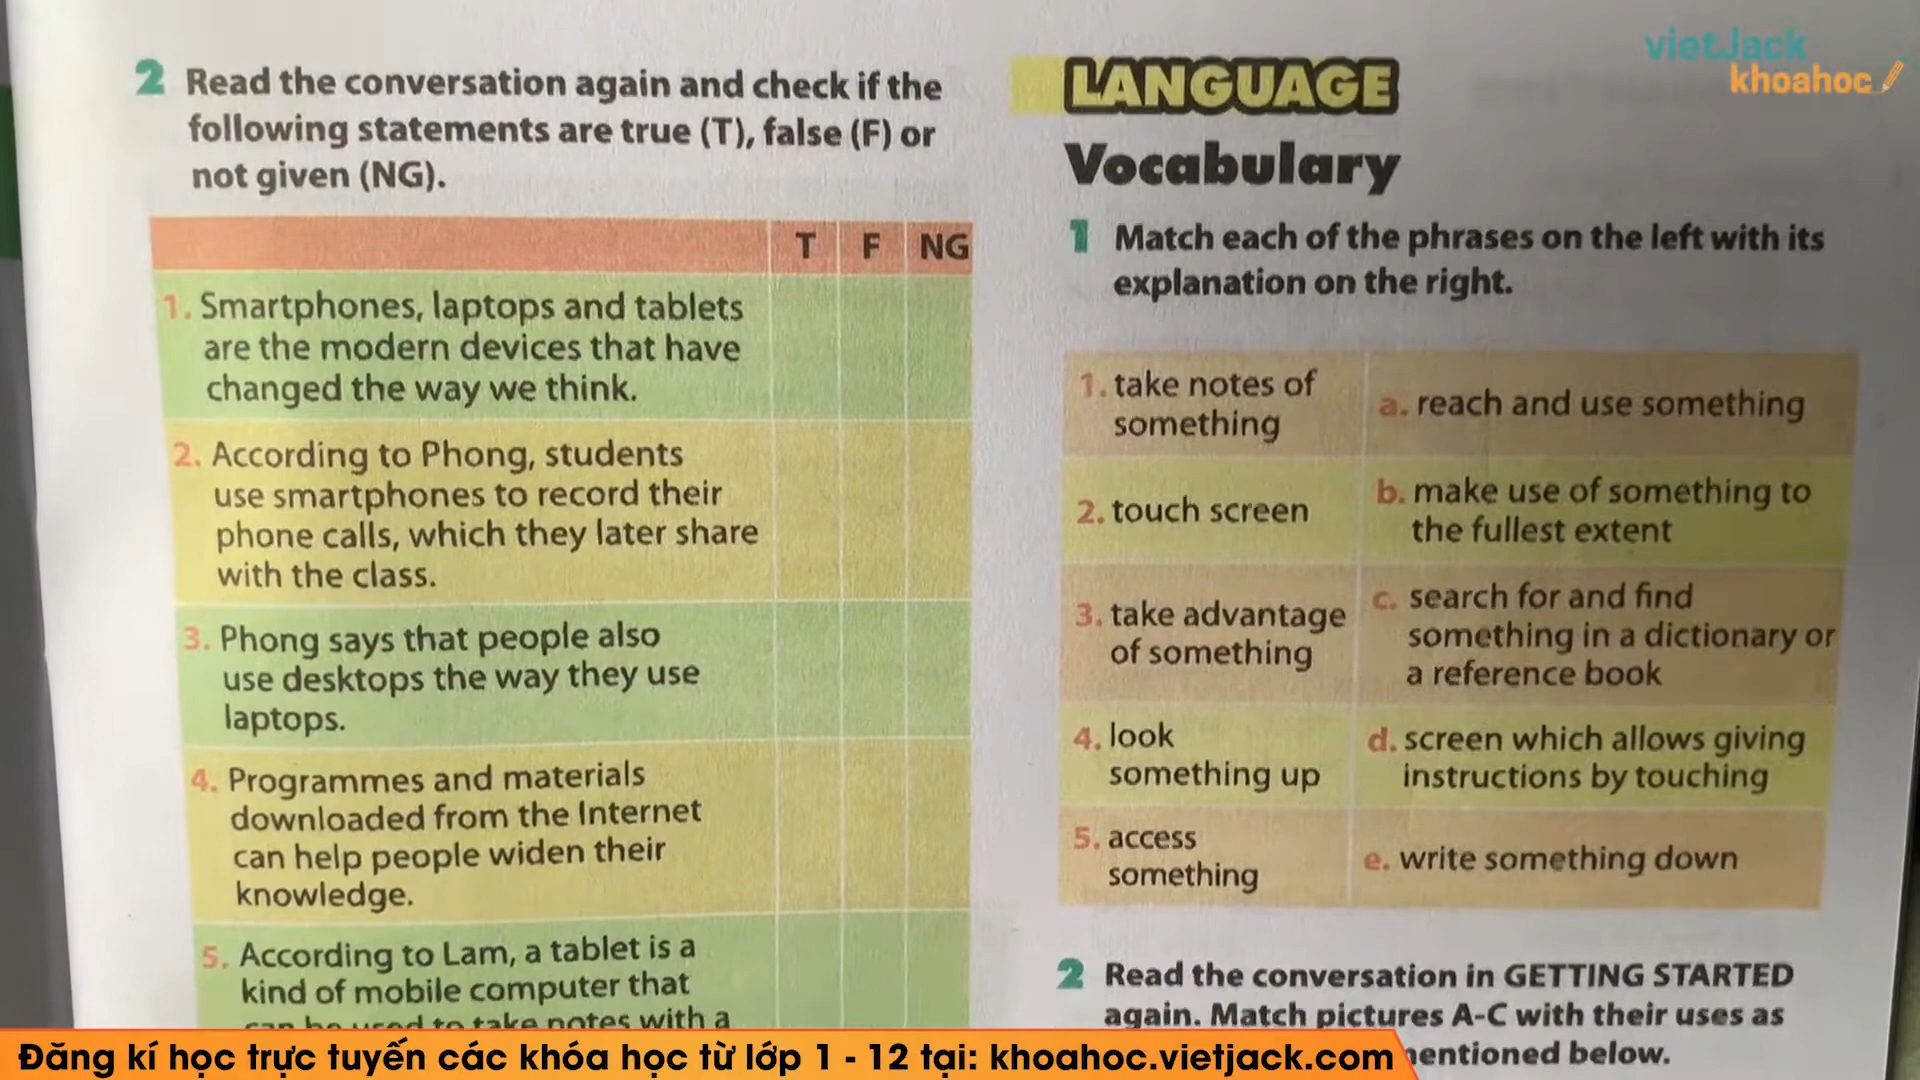 2 Read the conversation again and check if the
following statements are true (T), false (F) or
not given (NG).
T F NG
1. Smartphones, laptops and tablets
are the modern devices that have
changed the way we think.
2. According to Phong, students
use smartphones to record their
phone calls, which they later share
with the class.
3. Phong says that people also
use desktops the way they use
laptops.
4. Programmes and materials
downloaded from the Internet
can help people widen their
knowledge.
5. According to Lam, a tablet is a
kind of mobile computer that
can be used to take notes with a
vietJack
khoahoc
LANGUAGE
Vocabulary
1 Match each of the phrases on the left with its
explanation on the right.
1. take notes of
something
a. reach and use something
2. touch screen
b. make use of something to
the fullest extent
3. take advantage
of something
c. search for and find
something in a dictionary or
a reference book
4. look
something up
d. screen which allows giving
instructions by touching
5. access
something
e. write something down
2 Read the conversation in GETTING STARTED
again. Match pictures A-C with their uses as
mentioned below.
Đăng kí học trực tuyến các khóa học từ lớp 1 - 12 tại: khoahoc.vietjack.com